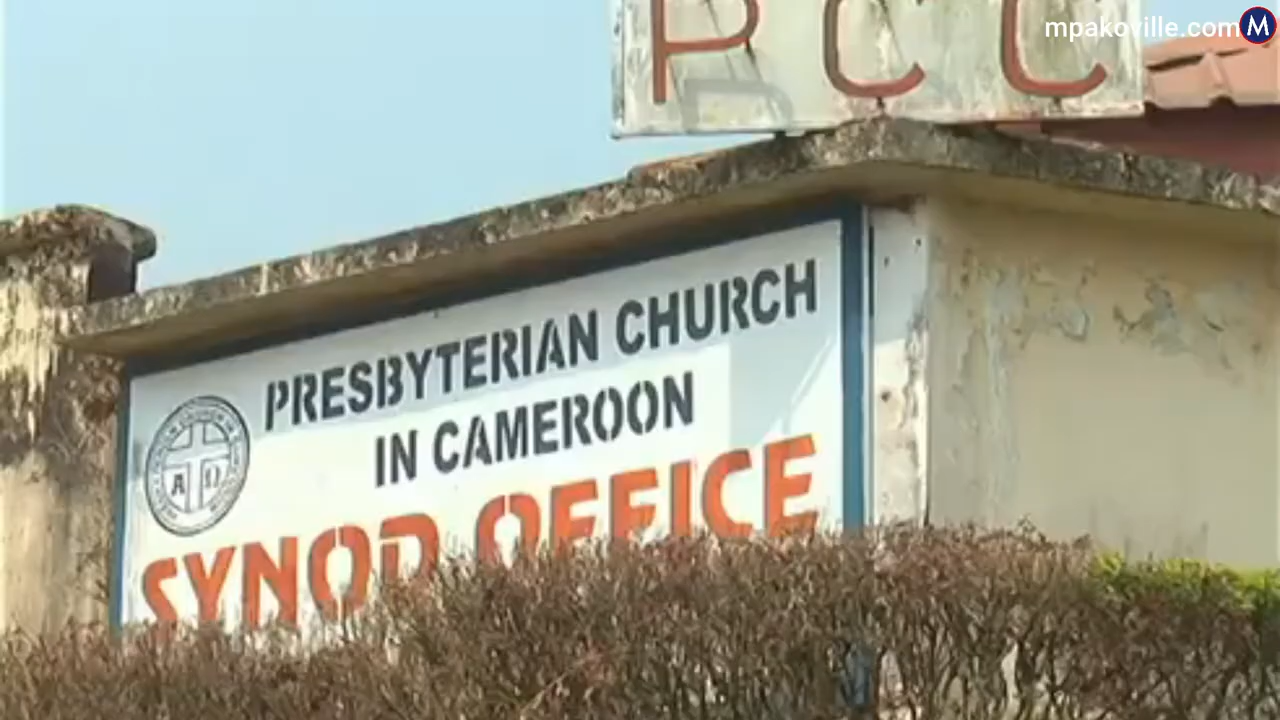 mpakoville.com M
PCC
PRESBYTERIAN CHURCH
IN CAMEROON
A Ω
SYNOD OFFICE